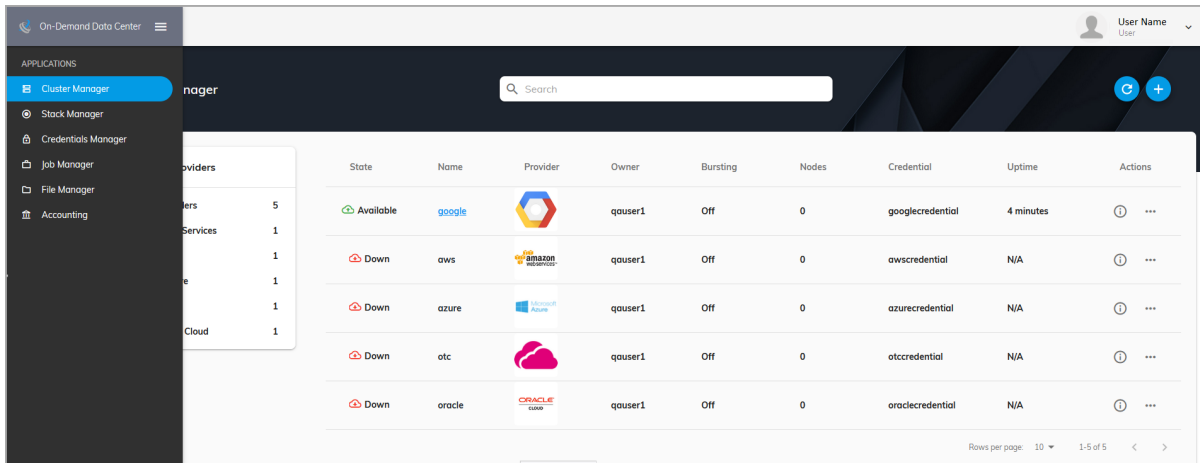 On-Demand Data Center
User Name
User
APPLICATIONS
Cluster Manager
Stack Manager
Credentials Manager
Job Manager
File Manager
Accounting
nager
Search
oviders
lers 5
Services 1
1
e 1
1
Cloud 1
State Name Provider Owner Bursting Nodes Credential Uptime Actions
Available google qauser1 Off 0 googlecredential 4 minutes
Down aws amazon webservices qauser1 Off 0 awscredential N/A
Down azure Microsoft Azure qauser1 Off 0 azurecredential N/A
Down otc qauser1 Off 0 otccredential N/A
Down oracle ORACLE CLOUD qauser1 Off 0 oraclecredential N/A
Rows per page: 10 1-5 of 5